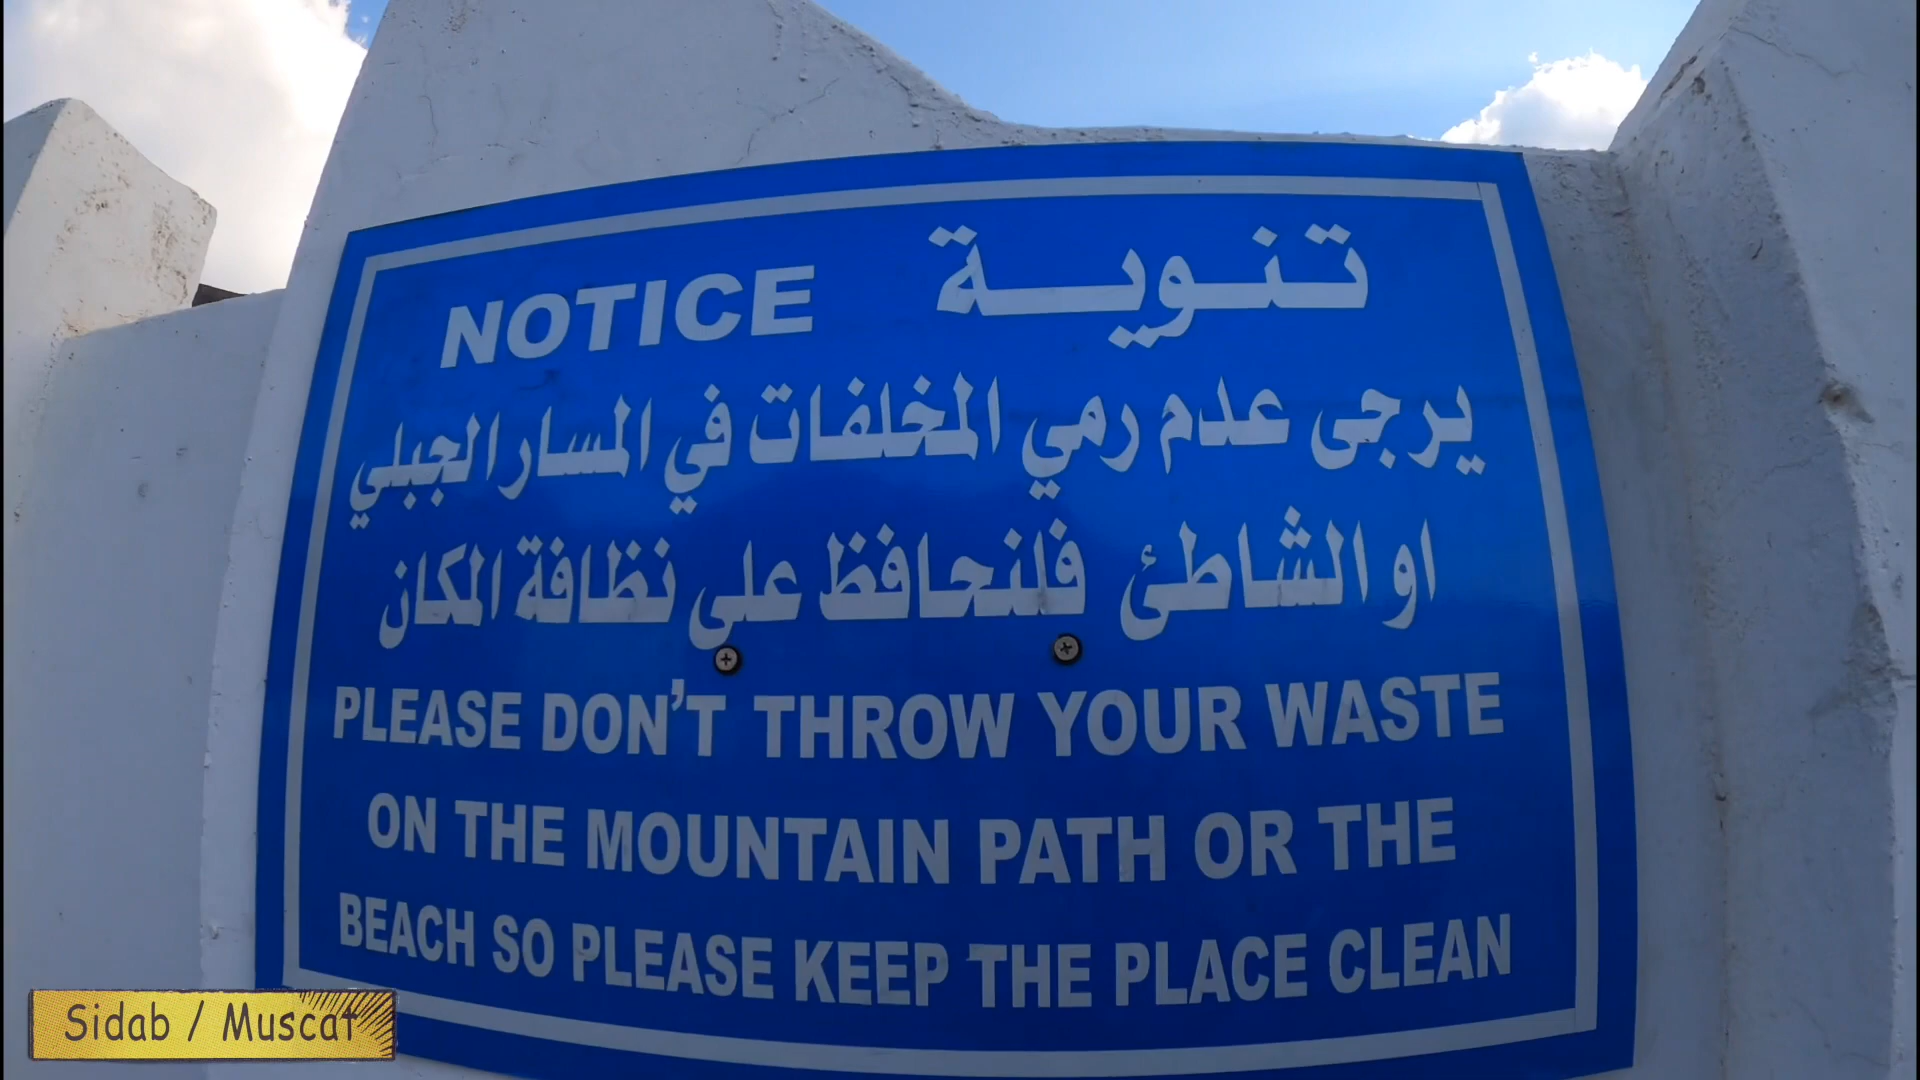 NOTICE تنوية
يرجى عدم رمي المخلفات في المسار الجبلي
او الشاطئ فلنحافظ على نظافة المكان
PLEASE DON'T THROW YOUR WASTE
ON THE MOUNTAIN PATH OR THE
BEACH SO PLEASE KEEP THE PLACE CLEAN
Sidab / Muscat